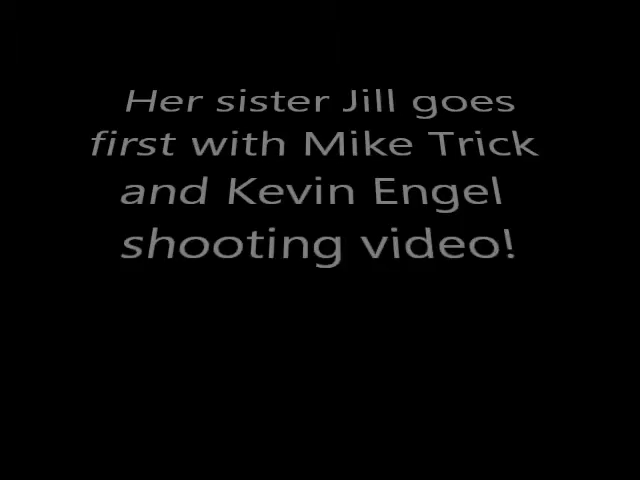 Her sister Jill goes
first with Mike Trick
and Kevin Engel
shooting video!